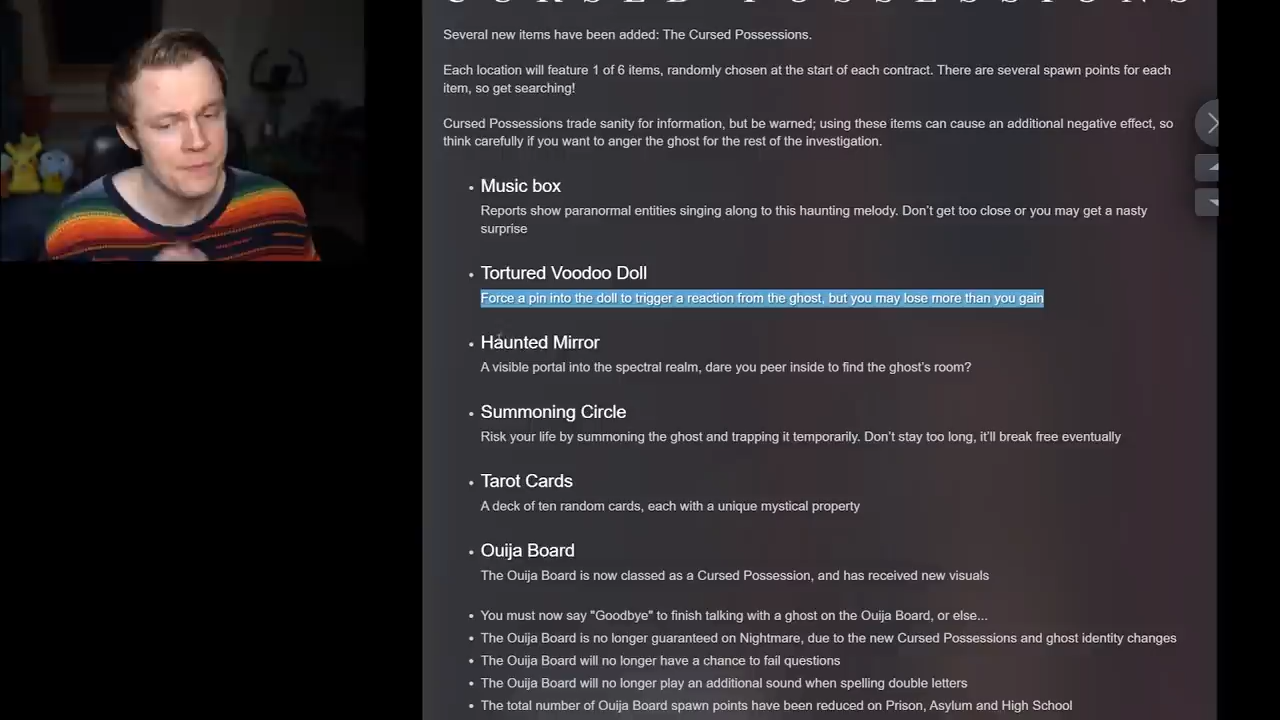 CURSED POSSESSIONS
Several new items have been added: The Cursed Possessions.
Each location will feature 1 of 6 items, randomly chosen at the start of each contract. There are several spawn points for each
item, so get searching!
Cursed Possessions trade sanity for information, but be warned; using these items can cause an additional negative effect, so
think carefully if you want to anger the ghost for the rest of the investigation.
• Music box
Reports show paranormal entities singing along to this haunting melody. Don’t get too close or you may get a nasty
surprise
• Tortured Voodoo Doll
Force a pin into the doll to trigger a reaction from the ghost, but you may lose more than you gain
• Haunted Mirror
A visible portal into the spectral realm, dare you peer inside to find the ghost’s room?
• Summoning Circle
Risk your life by summoning the ghost and trapping it temporarily. Don’t stay too long, it’ll break free eventually
• Tarot Cards
A deck of ten random cards, each with a unique mystical property
• Ouija Board
The Ouija Board is now classed as a Cursed Possession, and has received new visuals
• You must now say "Goodbye" to finish talking with a ghost on the Ouija Board, or else...
• The Ouija Board is no longer guaranteed on Nightmare, due to the new Cursed Possessions and ghost identity changes
• The Ouija Board will no longer have a chance to fail questions
• The Ouija Board will no longer play an additional sound when spelling double letters
• The total number of Ouija Board spawn points have been reduced on Prison, Asylum and High School